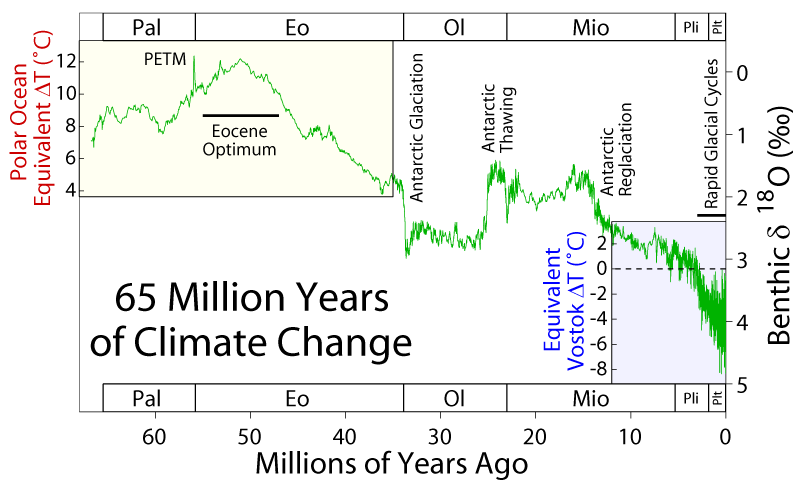 Pal Eo Ol Mio Pli Plt
Polar Ocean
Equivalent ΔT (°C)
12
10
8
6
4
PETM
Eocene
Optimum
Antarctic Glaciation
Antarctic
Thawing
Antarctic
Reglaciation
Rapid Glacial Cycles
0
1
2
3
4
5
Benthic δ 18O (‰)
65 Million Years
of Climate Change
Equivalent
Vostok ΔT (°C)
2
0
-2
-4
-6
-8
Pal Eo Ol Mio Pli Plt
60 50 40 30 20 10 0
Millions of Years Ago